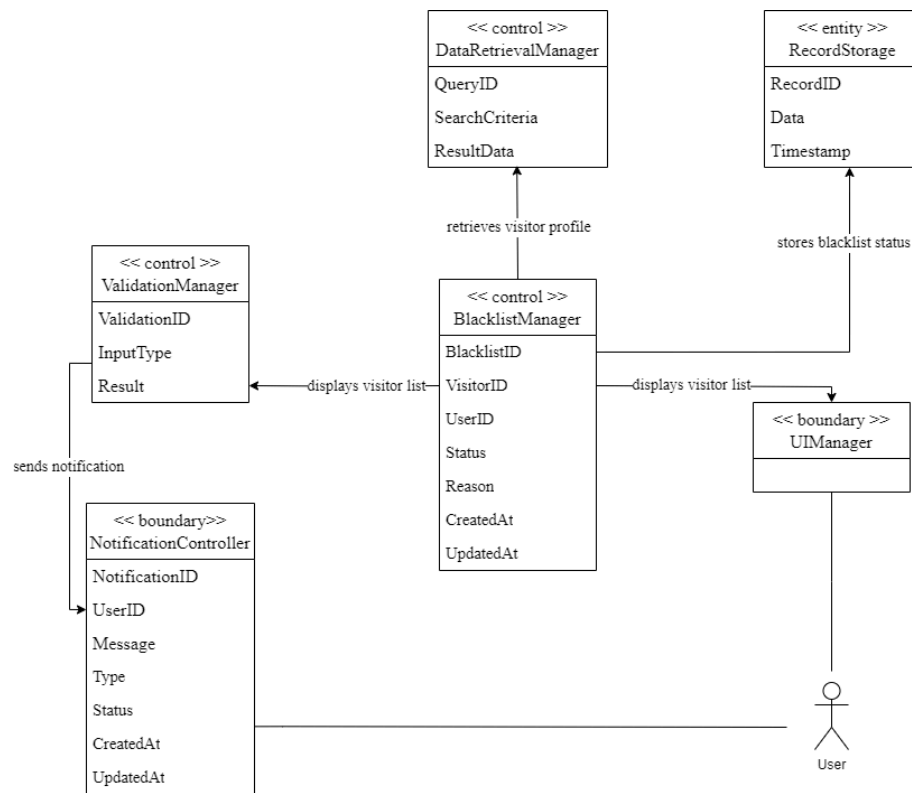 << control >>
DataRetrievalManager
QueryID
SearchCriteria
ResultData
<< entity >>
RecordStorage
RecordID
Data
Timestamp
retrieves visitor profile
stores blacklist status
<< control >>
ValidationManager
ValidationID
InputType
Result
<< control >>
BlacklistManager
BlacklistID
VisitorID
UserID
Status
Reason
CreatedAt
UpdatedAt
displays visitor list
displays visitor list
<< boundary >>
UIManager
sends notification
<< boundary>>
NotificationController
NotificationID
UserID
Message
Type
Status
CreatedAt
UpdatedAt
User